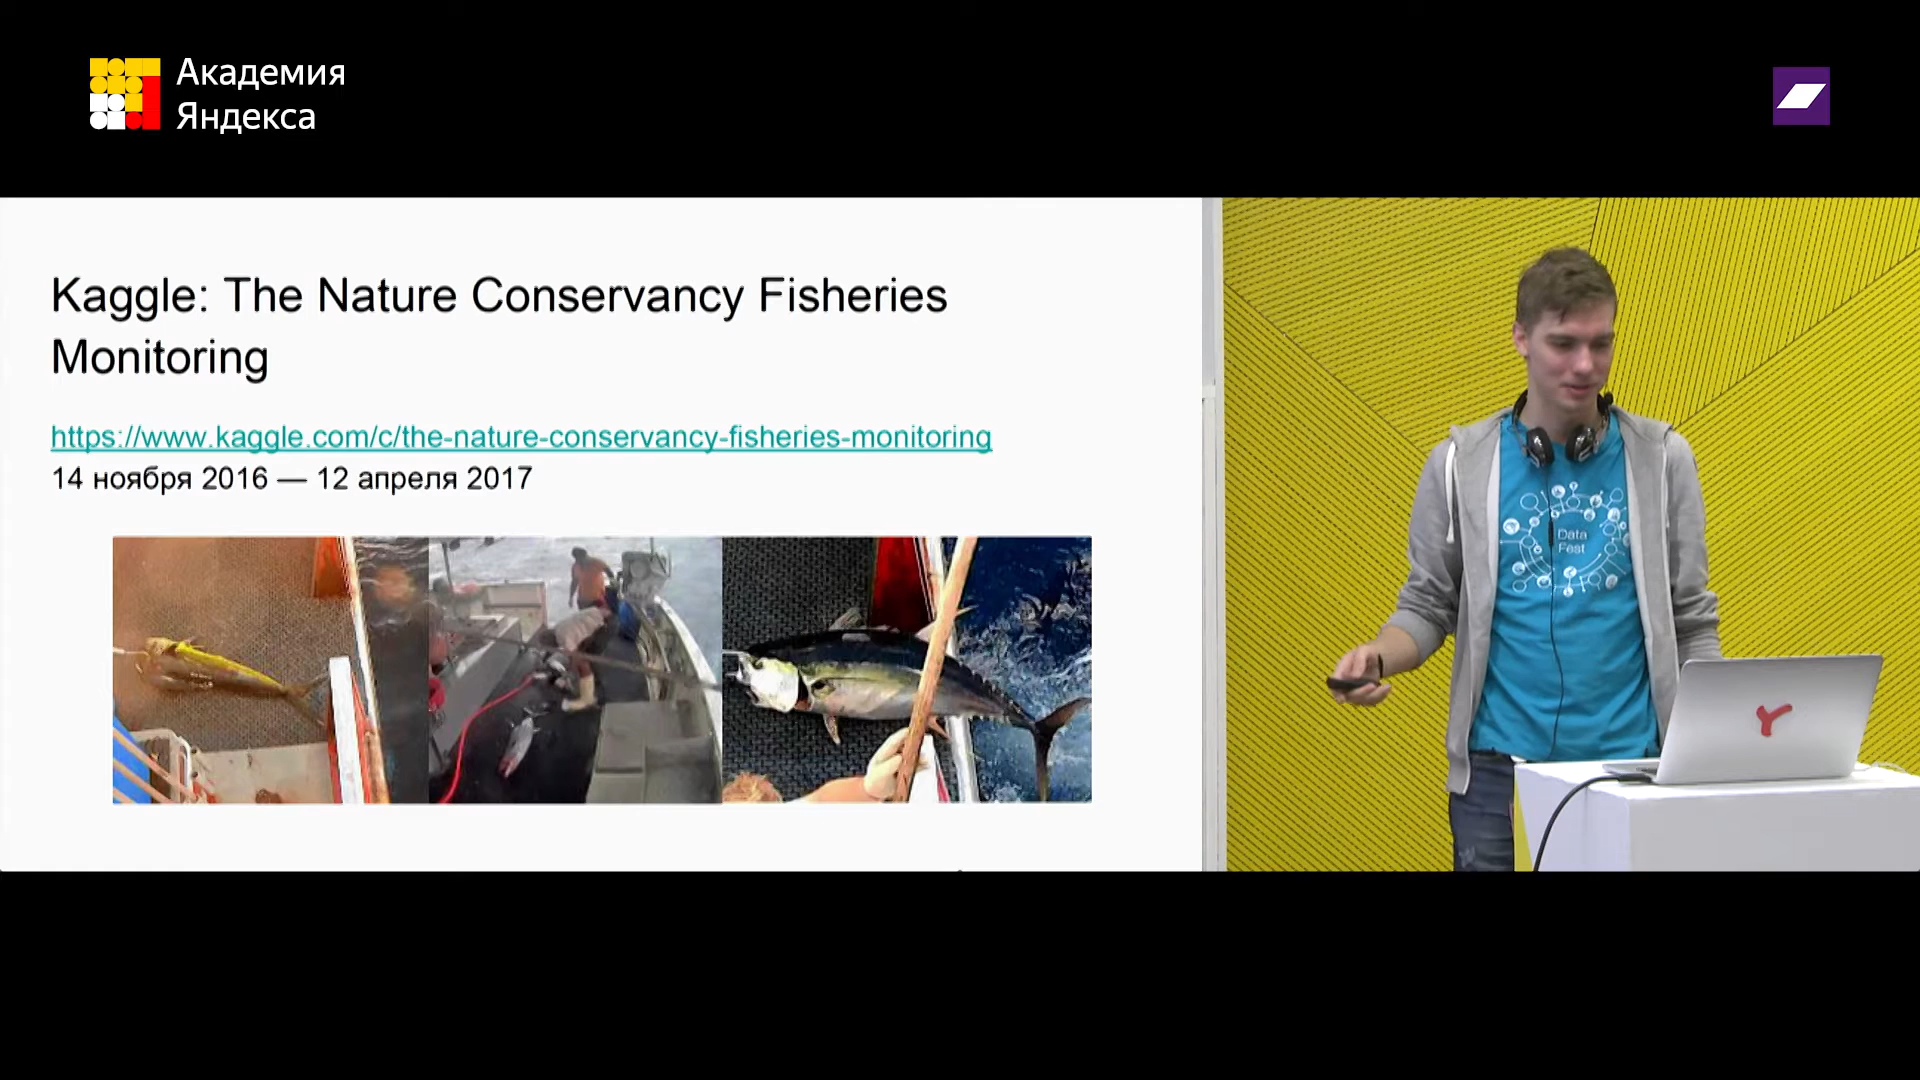 Академия
Яндекса
Kaggle: The Nature Conservancy Fisheries
Monitoring
https://www.kaggle.com/c/the-nature-conservancy-fisheries-monitoring
14 ноября 2016 — 12 апреля 2017
Data
Fest